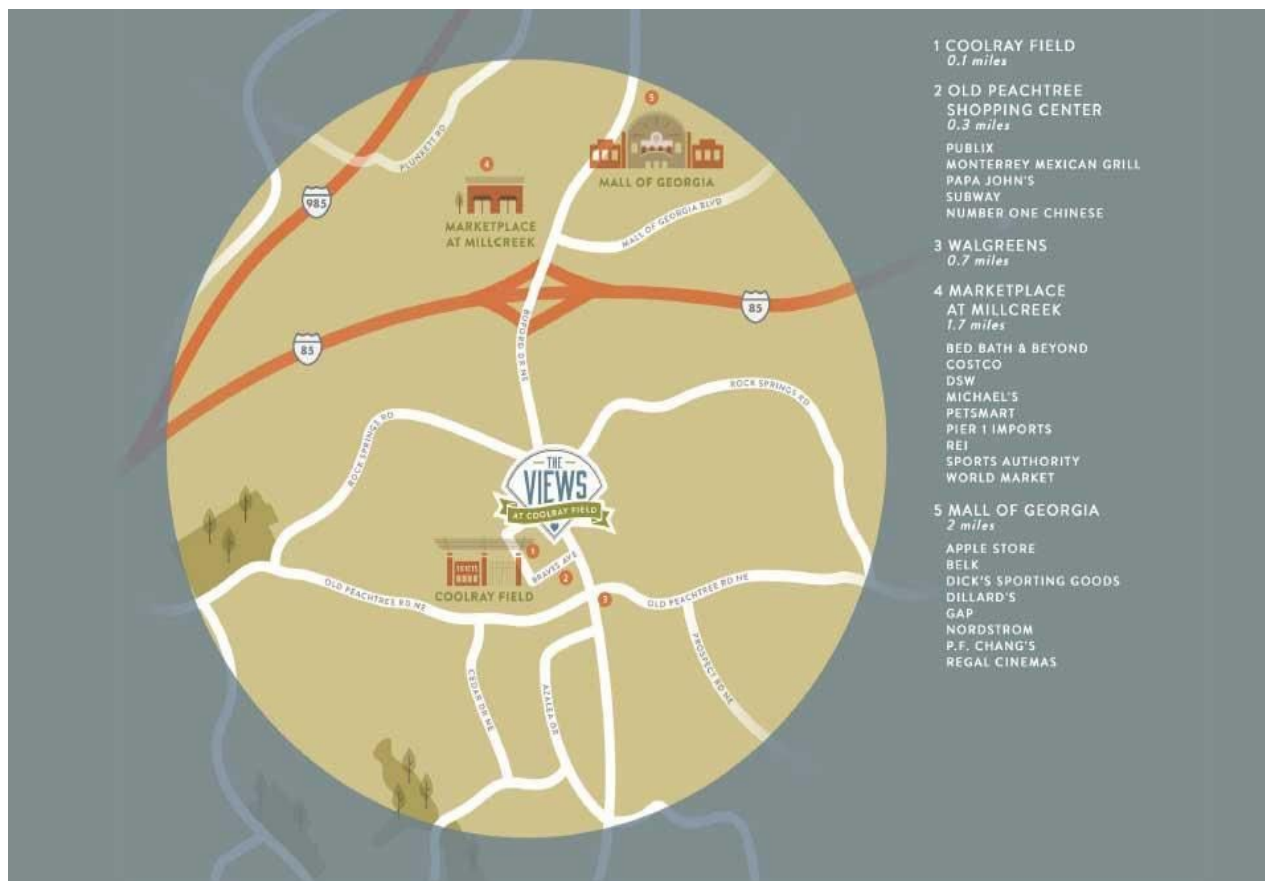 PLUNKETT RD
985
4
MARKETPLACE
AT MILLCREEK
5
MALL OF GEORGIA
MALL OF GEORGIA BLVD
85
85
BUFORD DR NE
ROCK SPRINGS RD
ROCK SPRINGS RD
THE
VIEWS
AT COOLRAY FIELD
1
BRAVES AVE
2
COOLRAY FIELD
3
OLD PEACHTREE RD NE
OLD PEACHTREE RD NE
CEDAR DR NE
AZALEA DR
PROSPECT RD NE
1 COOLRAY FIELD
0.1 miles
2 OLD PEACHTREE
SHOPPING CENTER
0.3 miles
PUBLIX
MONTERREY MEXICAN GRILL
PAPA JOHN'S
SUBWAY
NUMBER ONE CHINESE
3 WALGREENS
0.7 miles
4 MARKETPLACE
AT MILLCREEK
1.7 miles
BED BATH & BEYOND
COSTCO
DSW
MICHAEL'S
PETSMART
PIER 1 IMPORTS
REI
SPORTS AUTHORITY
WORLD MARKET
5 MALL OF GEORGIA
2 miles
APPLE STORE
BELK
DICK'S SPORTING GOODS
DILLARD'S
GAP
NORDSTROM
P.F. CHANG'S
REGAL CINEMAS